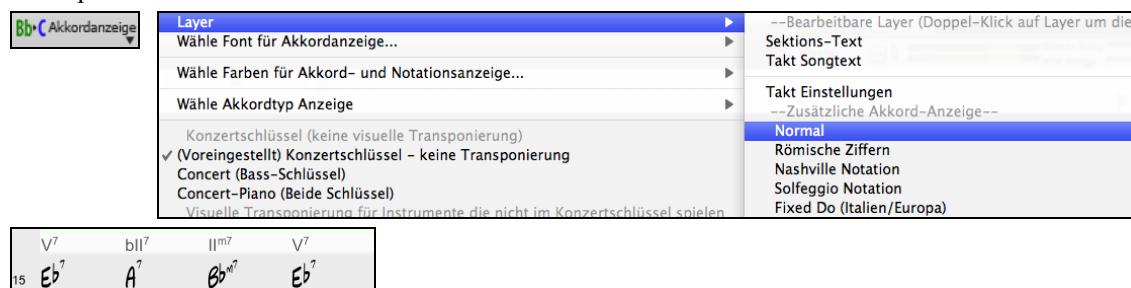 Bb•C Akkordanzeige
Layer
Wähle Font für Akkordanzeige...
Wähle Farben für Akkord- und Notationsanzeige...
Wähle Akkordtyp Anzeige
Konzertschlüssel (keine visuelle Transponierung)
✓ (Voreingestellt) Konzertschlüssel – keine Transponierung
Concert (Bass-Schlüssel)
Concert-Piano (Beide Schlüssel)
Visuelle Transponierung für Instrumente die nicht im Konzertschlüssel spielen
--Bearbeitbare Layer (Doppel-Klick auf Layer um die
Sektions-Text
Takt Songtext
Takt Einstellungen
--Zusätzliche Akkord-Anzeige--
Normal
Römische Ziffern
Nashville Notation
Solfeggio Notation
Fixed Do (Italien/Europa)
V7 bII7 IIm7 V7
15 Eb7 A7 Bbm7 Eb7